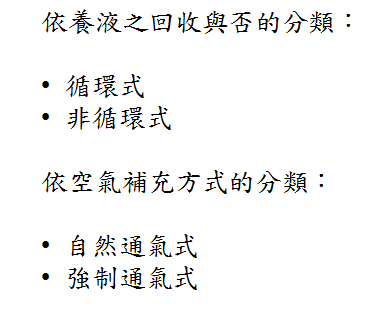 依養液之回收與否的分類：
• 循環式
• 非循環式
依空氣補充方式的分類：
• 自然通氣式
• 強制通氣式